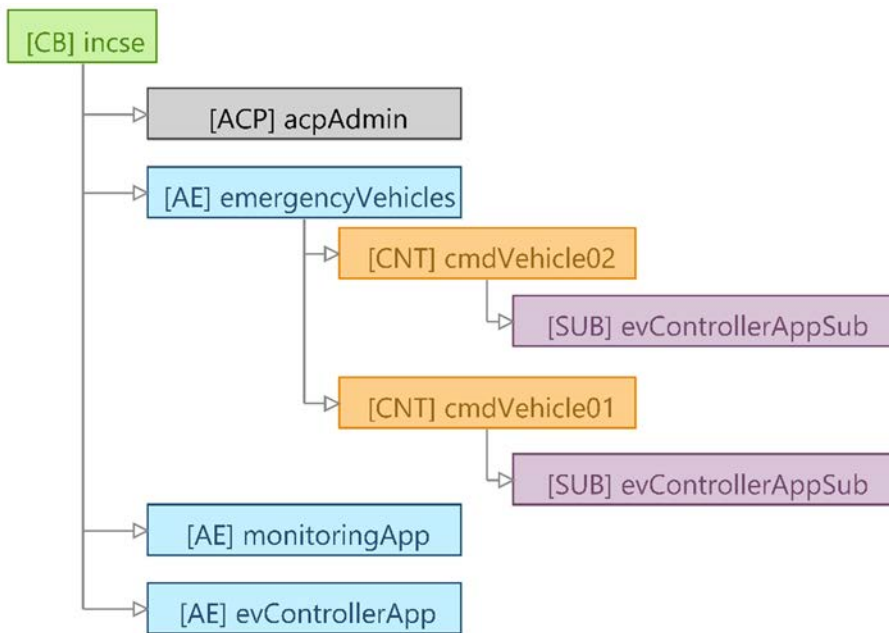 [CB] incse
[ACP] acpAdmin
[AE] emergencyVehicles
[CNT] cmdVehicle02
[SUB] evControllerAppSub
[CNT] cmdVehicle01
[SUB] evControllerAppSub
[AE] monitoringApp
[AE] evControllerApp